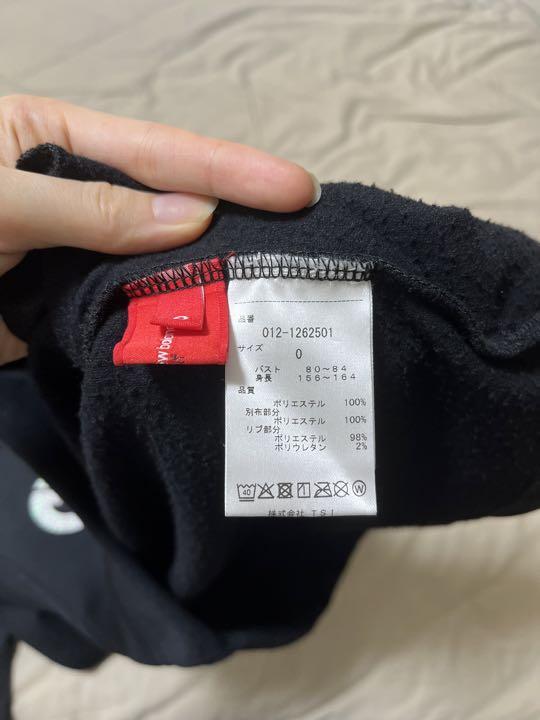 品番
012-1262501
サイズ
0
バスト 80～84
身長 156～164
品質
ポリエステル 100%
別布部分
ポリエステル 100%
リブ部分
ポリエステル 98%
ポリウレタン 2%
40
W
株式会社 TSI